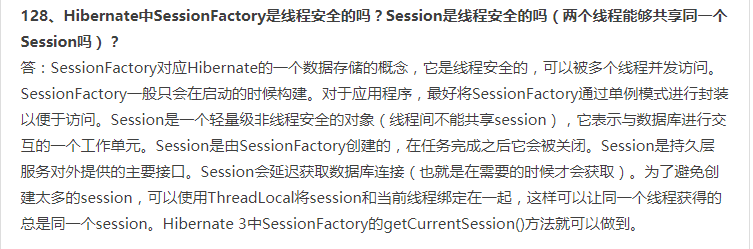 128、Hibernate中SessionFactory是线程安全的吗？Session是线程安全的吗（两个线程能够共享同一个
Session吗）？
答：SessionFactory对应Hibernate的一个数据存储的概念，它是线程安全的，可以被多个线程并发访问。
SessionFactory一般只会在启动的时候构建。对于应用程序，最好将SessionFactory通过单例模式进行封装
以便于访问。Session是一个轻量级非线程安全的对象（线程间不能共享session），它表示与数据库进行交
互的一个工作单元。Session是由SessionFactory创建的，在任务完成之后它会被关闭。Session是持久层
服务对外提供的主要接口。Session会延迟获取数据库连接（也就是在需要的时候才会获取）。为了避免创
建太多的session，可以使用ThreadLocal将session和当前线程绑定在一起，这样可以让同一个线程获得的
总是同一个session。Hibernate 3中SessionFactory的getCurrentSession()方法就可以做到。